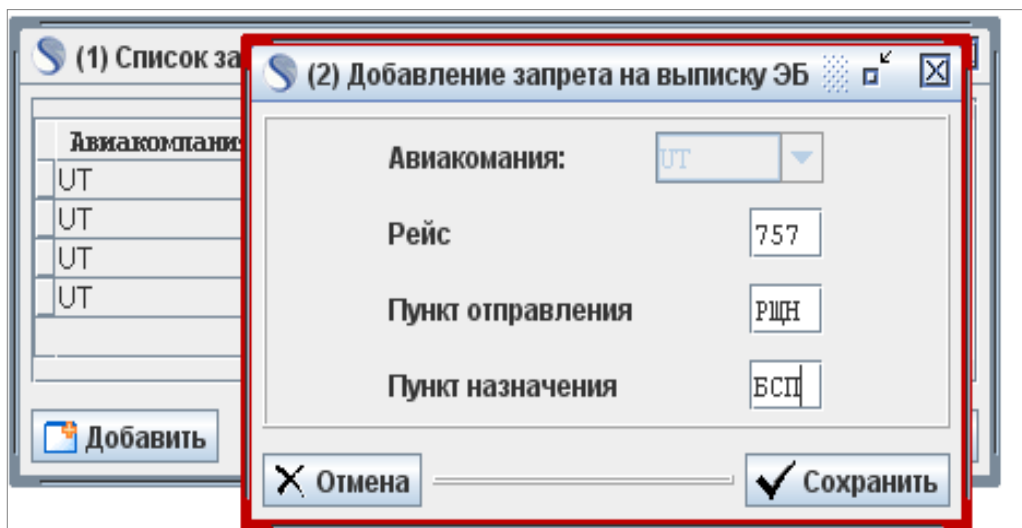 (1) Список за
(2) Добавление запрета на выписку ЭБ
Авиакомпания
UT
UT
UT
UT
Добавить
Авиакомания:
UT
Рейс
757
Пункт отправления
РЩН
Пункт назначения
БСП
Отмена
Сохранить